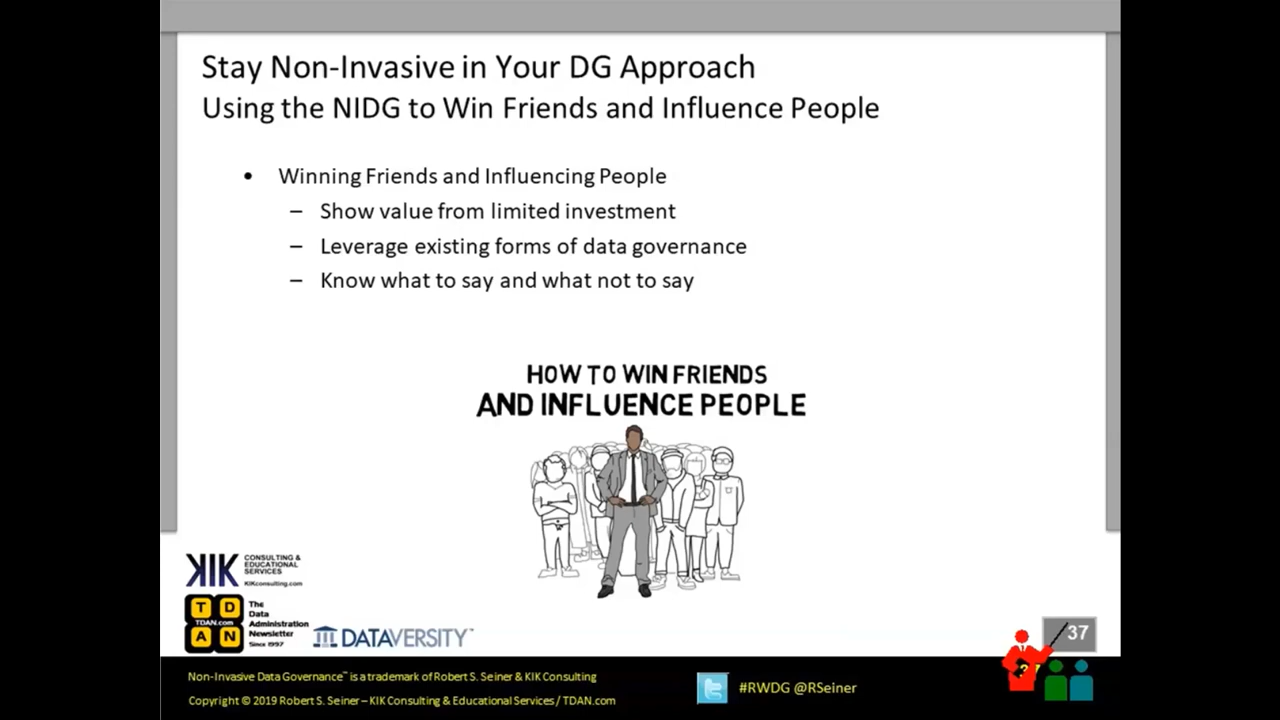 Stay Non-Invasive in Your DG Approach
Using the NIDG to Win Friends and Influence People
• Winning Friends and Influencing People
– Show value from limited investment
– Leverage existing forms of data governance
– Know what to say and what not to say
HOW TO WIN FRIENDS
AND INFLUENCE PEOPLE
KIK
CONSULTING &
EDUCATIONAL
SERVICES
KIKconsulting.com
T D
TDAN.com
A N
The
Data
Administration
Newsletter
Since 1997
DATAVERSITY™
37
Non-Invasive Data Governance™ is a trademark of Robert S. Seiner & KIK Consulting
Copyright © 2019 Robert S. Seiner – KIK Consulting & Educational Services / TDAN.com
#RWDG @RSeiner